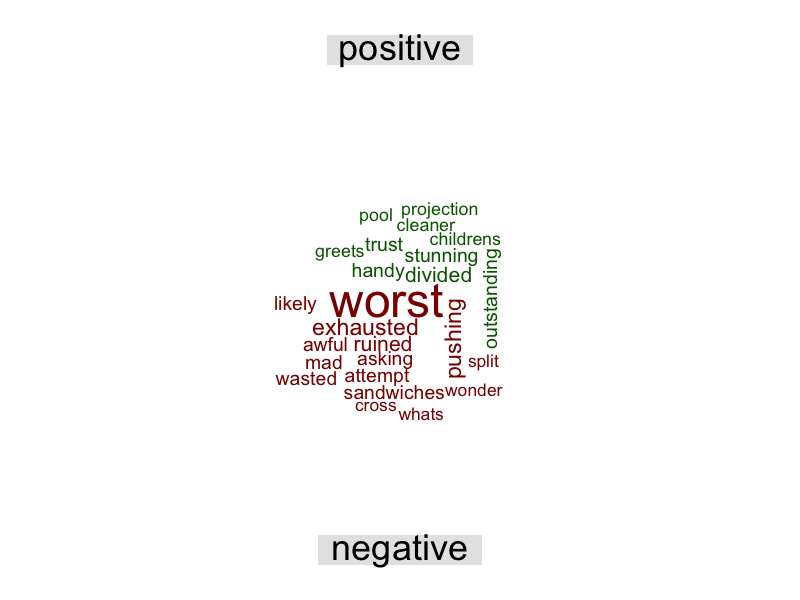 positive
pool projection
cleaner
greets trust childrens
stunning
handy divided
outstanding
likely worst
exhausted
pushing
awful ruined
mad asking split
wasted attempt
sandwiches wonder
cross whats
negative